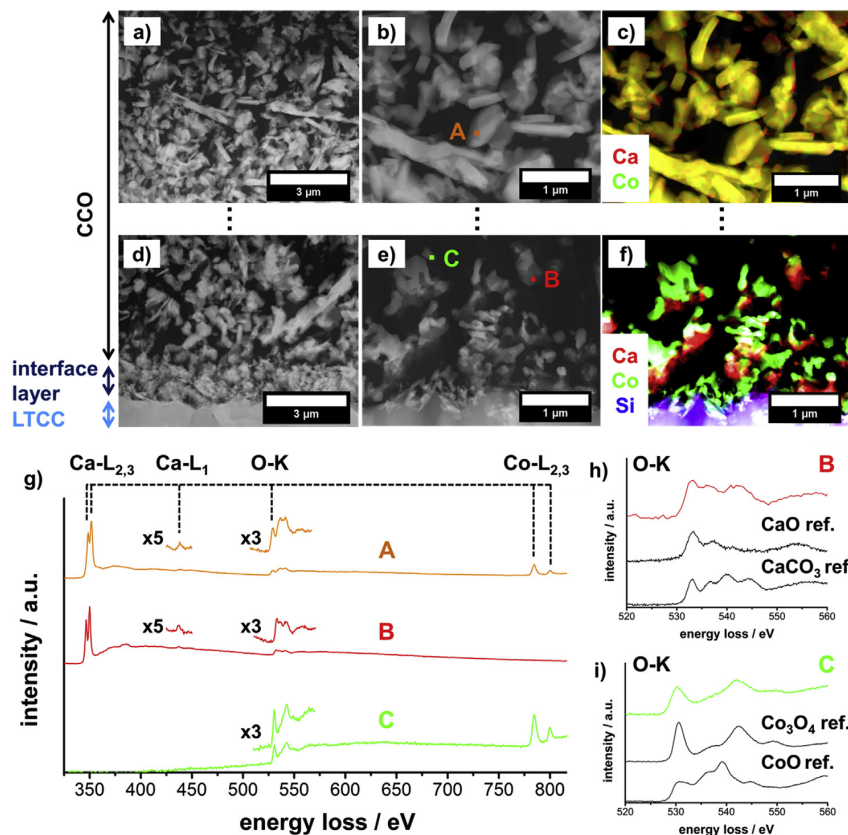 a)
b)
c)
A
Ca
Co
3 μm
1 μm
1 μm
CCO
d)
e)
f)
C
B
interface
layer
LTCC
Ca
Co
Si
3 μm
1 μm
1 μm
g)
Ca-L2,3
Ca-L1
O-K
Co-L2,3
x5
x3
A
x5
x3
B
x3
C
intensity / a.u.
350 400 450 500 550 600 650 700 750 800
energy loss / eV
h)
O-K
B
CaO ref.
CaCO3 ref.
intensity / a.u.
520 530 540 550 560
energy loss / eV
i)
O-K
C
Co3O4 ref.
CoO ref.
intensity / a.u.
520 530 540 550 560
energy loss / eV